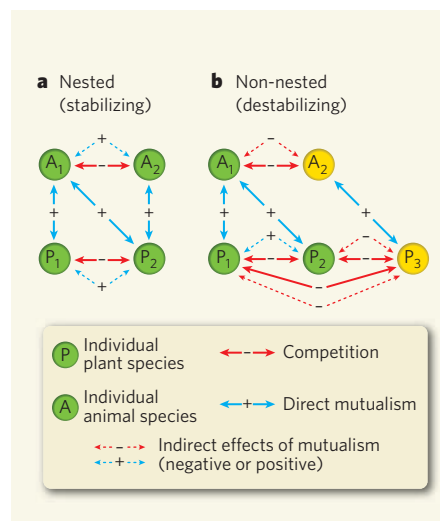 a Nested
(stabilizing)
b Non-nested
(destabilizing)
+
A1 - A2
+ + +
P1 - P2
+
-
A1 - A2
+ + +
+ -
P1 - P2 - P3
-
-
P Individual
plant species
- Competition
A Individual
animal species
+ Direct mutualism
- Indirect effects of mutualism
+ (negative or positive)